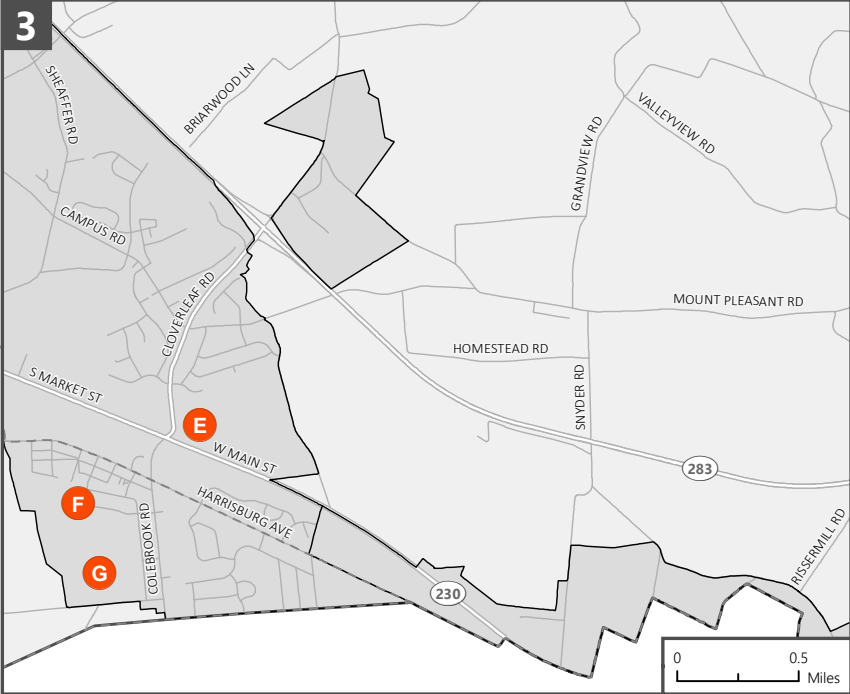 3
SHEAFFER RD
BRIARWOOD LN
VALLEYVIEW RD
GRANDVIEW RD
CAMPUS RD
CLOVERLEAF RD
MOUNT PLEASANT RD
HOMESTEAD RD
SNYDER RD
S MARKET ST
E
W MAIN ST
283
F
HARRISBURG AVE
COLEBROOK RD
RISSERMILL RD
G
230
0 0.5
Miles